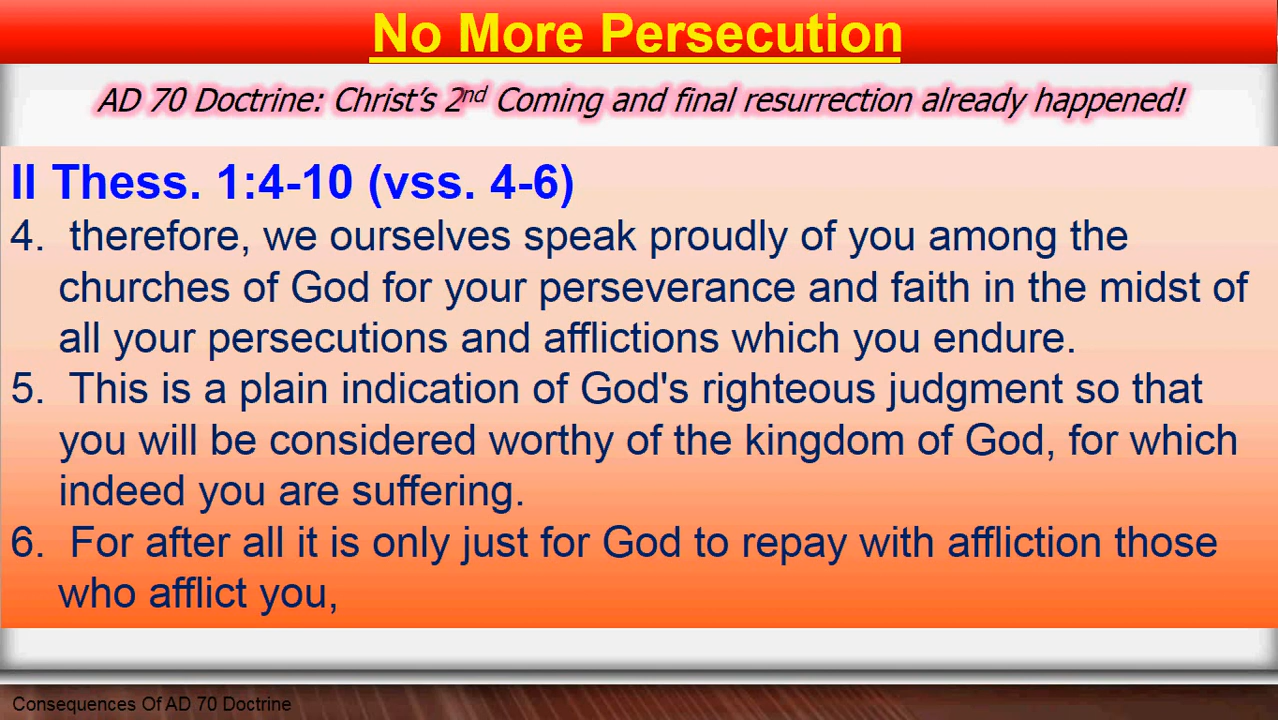 No More Persecution
AD 70 Doctrine: Christ's 2nd Coming and final resurrection already happened!
II Thess. 1:4-10 (vss. 4-6)
4.  therefore, we ourselves speak proudly of you among the
churches of God for your perseverance and faith in the midst of
all your persecutions and afflictions which you endure.
5.  This is a plain indication of God's righteous judgment so that
you will be considered worthy of the kingdom of God, for which
indeed you are suffering.
6.  For after all it is only just for God to repay with affliction those
who afflict you,
Consequences Of AD 70 Doctrine